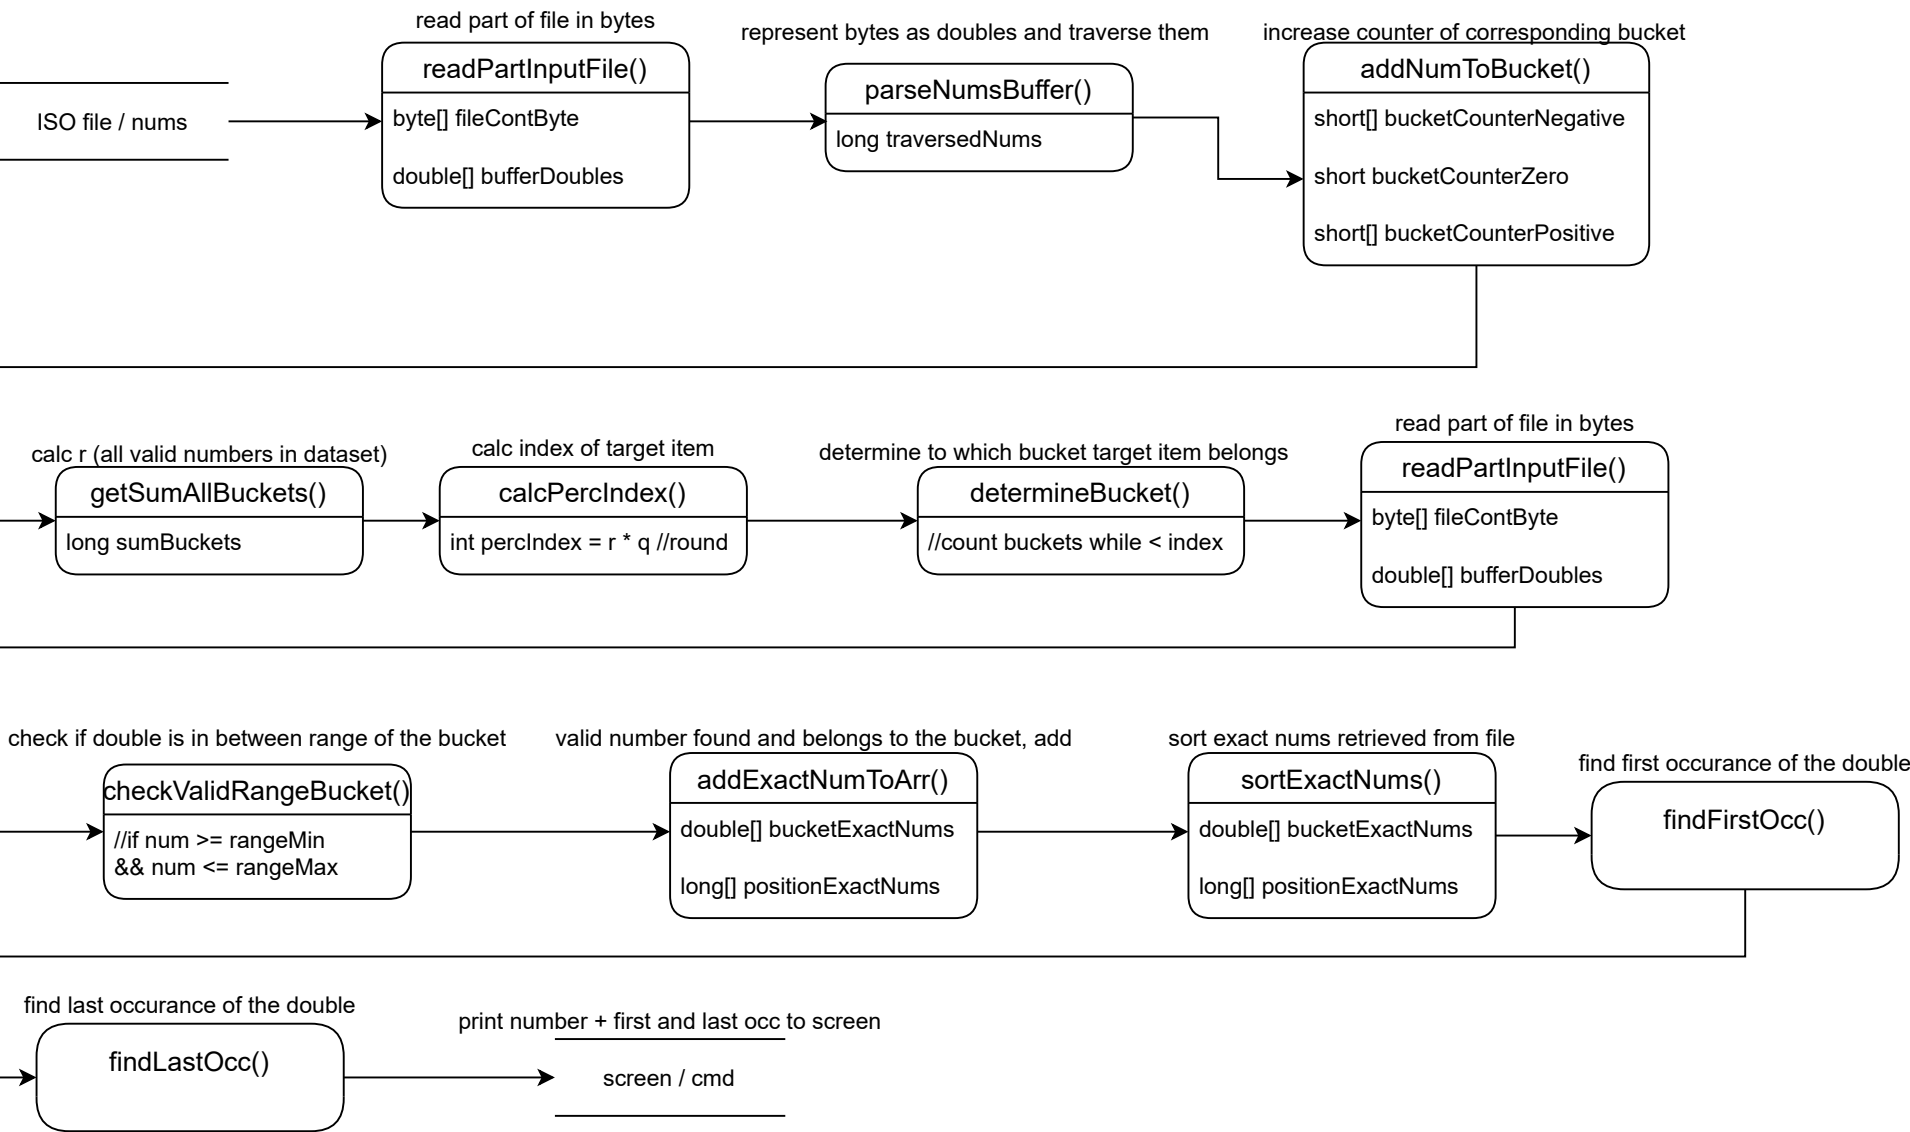 read part of file in bytes
represent bytes as doubles and traverse them
increase counter of corresponding bucket
ISO file / nums
readPartInputFile()
byte[] fileContByte
double[] bufferDoubles
parseNumsBuffer()
long traversedNums
addNumToBucket()
short[] bucketCounterNegative
short bucketCounterZero
short[] bucketCounterPositive
calc r (all valid numbers in dataset)
getSumAllBuckets()
long sumBuckets
calc index of target item
calcPercIndex()
int percIndex = r * q //round
determine to which bucket target item belongs
determineBucket()
//count buckets while < index
read part of file in bytes
readPartInputFile()
byte[] fileContByte
double[] bufferDoubles
check if double is in between range of the bucket
checkValidRangeBucket()
//if num >= rangeMin
&& num <= rangeMax
valid number found and belongs to the bucket, add
addExactNumToArr()
double[] bucketExactNums
long[] positionExactNums
sort exact nums retrieved from file
sortExactNums()
double[] bucketExactNums
long[] positionExactNums
find first occurance of the double
findFirstOcc()
find last occurance of the double
findLastOcc()
print number + first and last occ to screen
screen / cmd